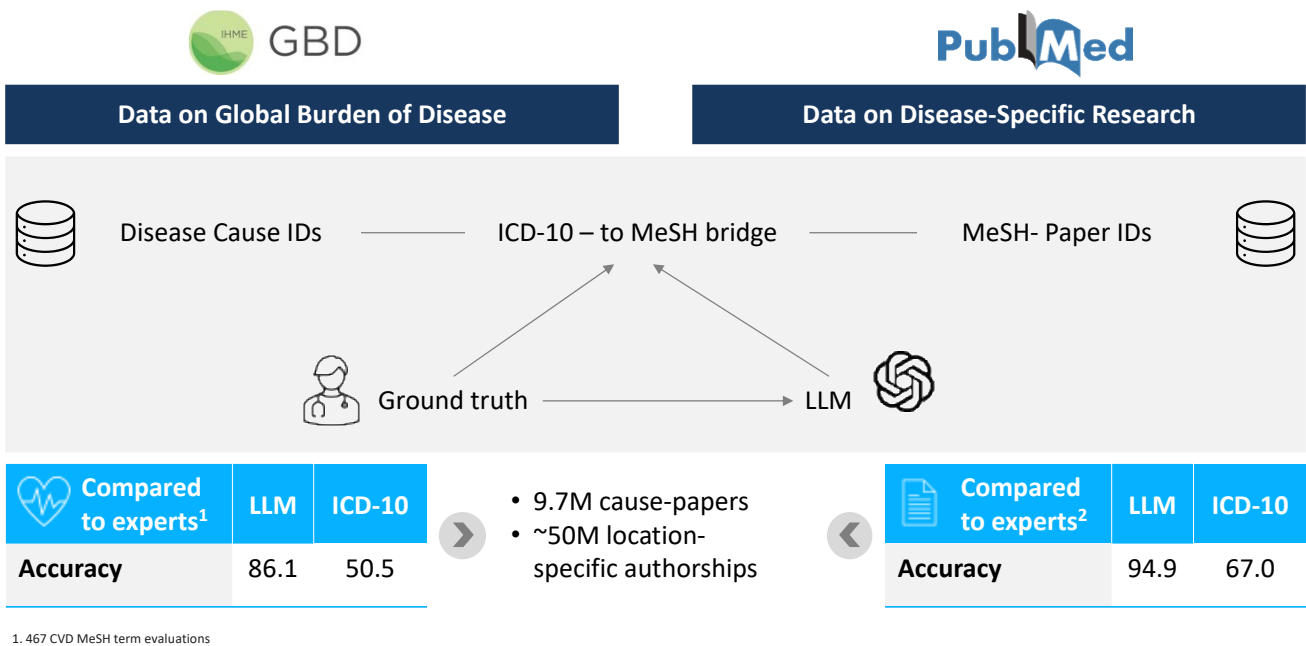 IHME GBD
PubMed
Data on Global Burden of Disease
Data on Disease-Specific Research
Disease Cause IDs
ICD-10 – to MeSH bridge
MeSH- Paper IDs
Ground truth
LLM
Compared
to experts1
LLM
ICD-10
Accuracy
86.1
50.5
• 9.7M cause-papers
• ~50M location-
specific authorships
Compared
to experts2
LLM
ICD-10
Accuracy
94.9
67.0
1. 467 CVD MeSH term evaluations